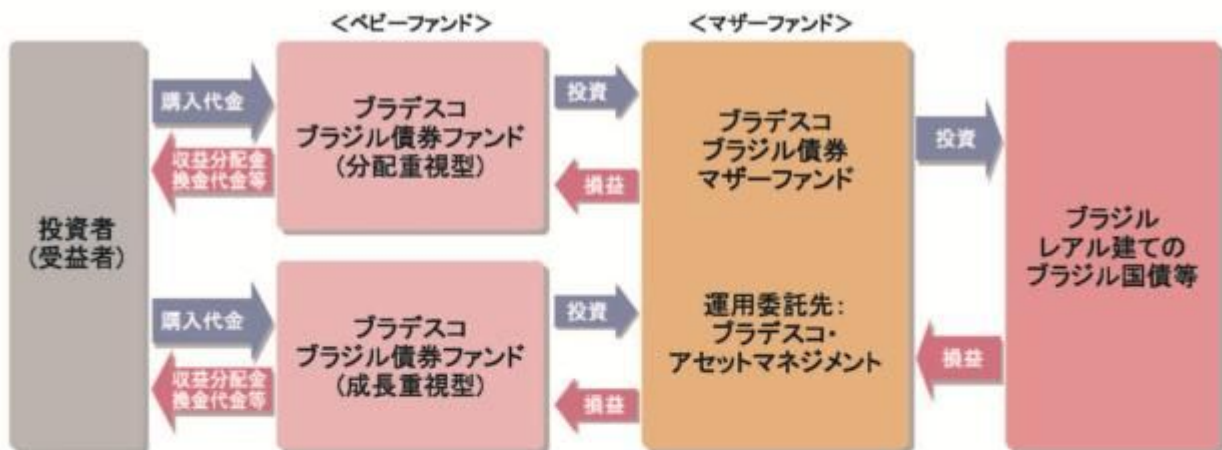 ＜ベビーファンド＞
＜マザーファンド＞
投資者
(受益者)
購入代金
収益分配金
換金代金等
ブラデスコ
ブラジル債券ファンド
(分配重視型)
投資
損益
購入代金
収益分配金
換金代金等
ブラデスコ
ブラジル債券ファンド
(成長重視型)
投資
損益
ブラデスコ
ブラジル債券
マザーファンド
運用委託先：
ブラデスコ・
アセットマネジメント
投資
損益
ブラジル
レアル建ての
ブラジル国債等